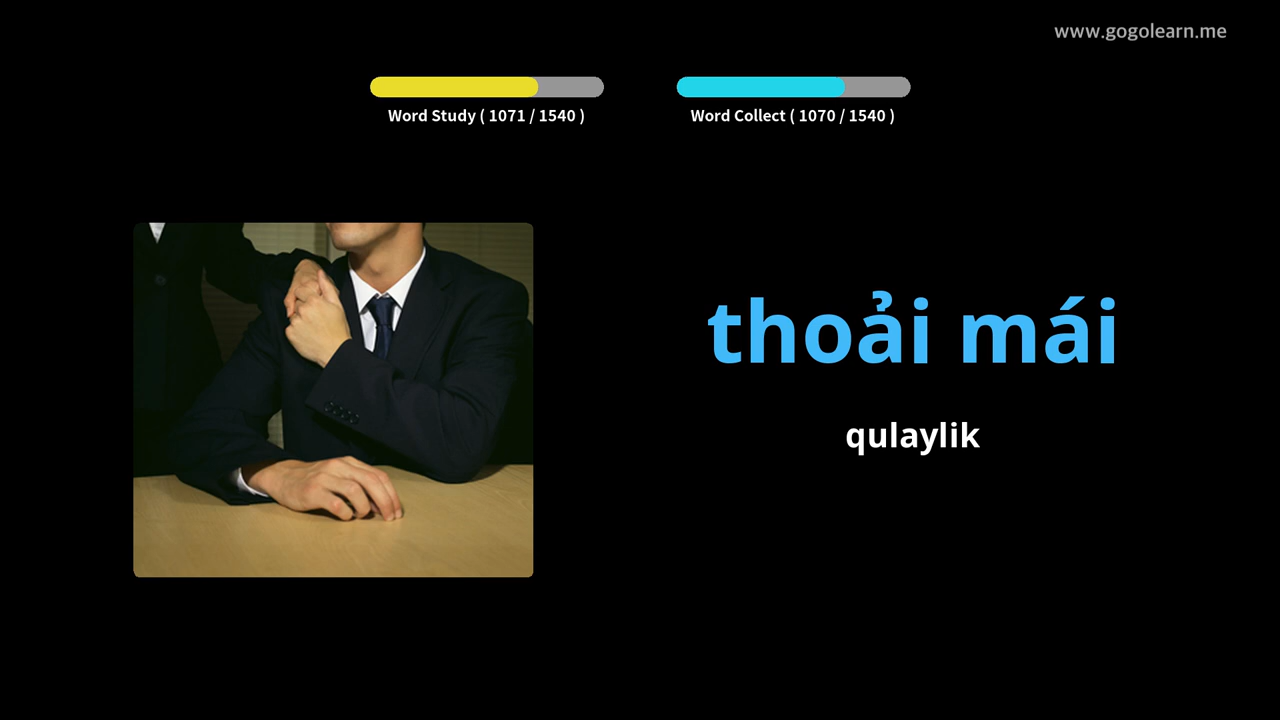 www.gogolearn.me
Word Study ( 1071 / 1540 )
Word Collect ( 1070 / 1540 )
thoải mái
qulaylik